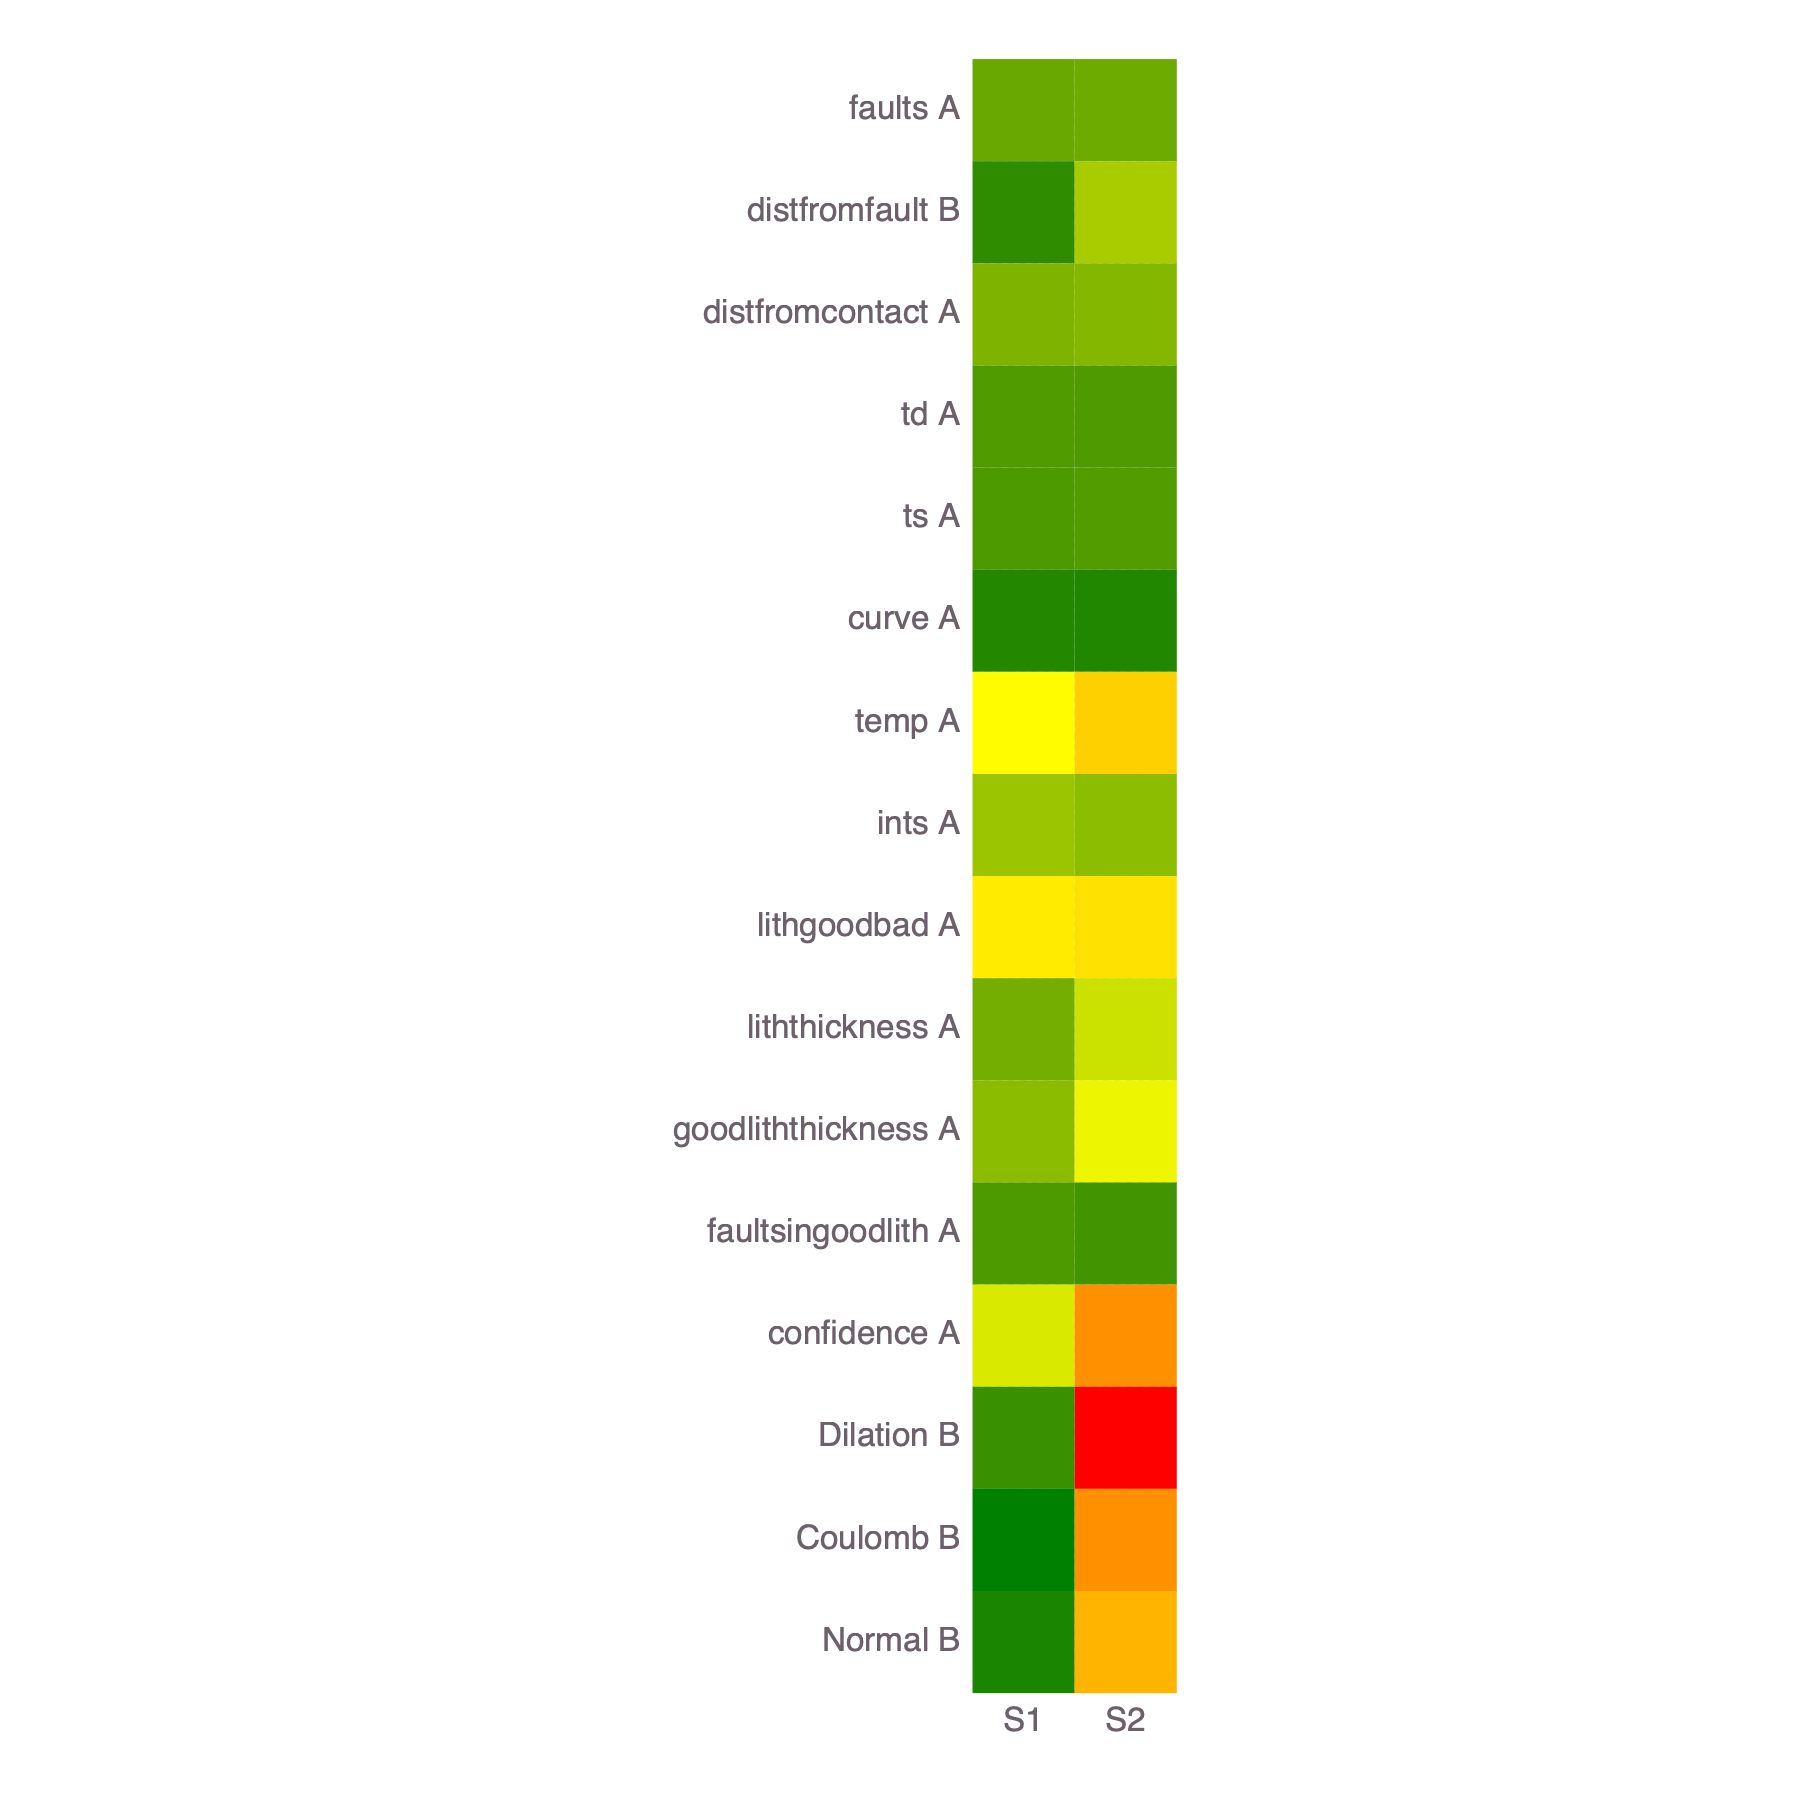 faults A
distfromfault B
distfromcontact A
td A
ts A
curve A
temp A
ints A
lithgoodbad A
liththickness A
goodliththickness A
faultsingoodlith A
confidence A
Dilation B
Coulomb B
Normal B
S1 S2